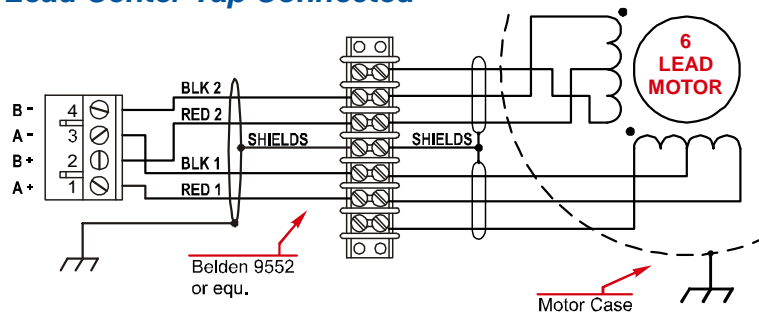 Lead Center Tap Connected
6
LEAD
MOTOR
BLK 2
B - 4
RED 2
A - 3
SHIELDS
SHIELDS
B + 2
BLK 1
A + 1
RED 1
Belden 9552
or equ.
Motor Case